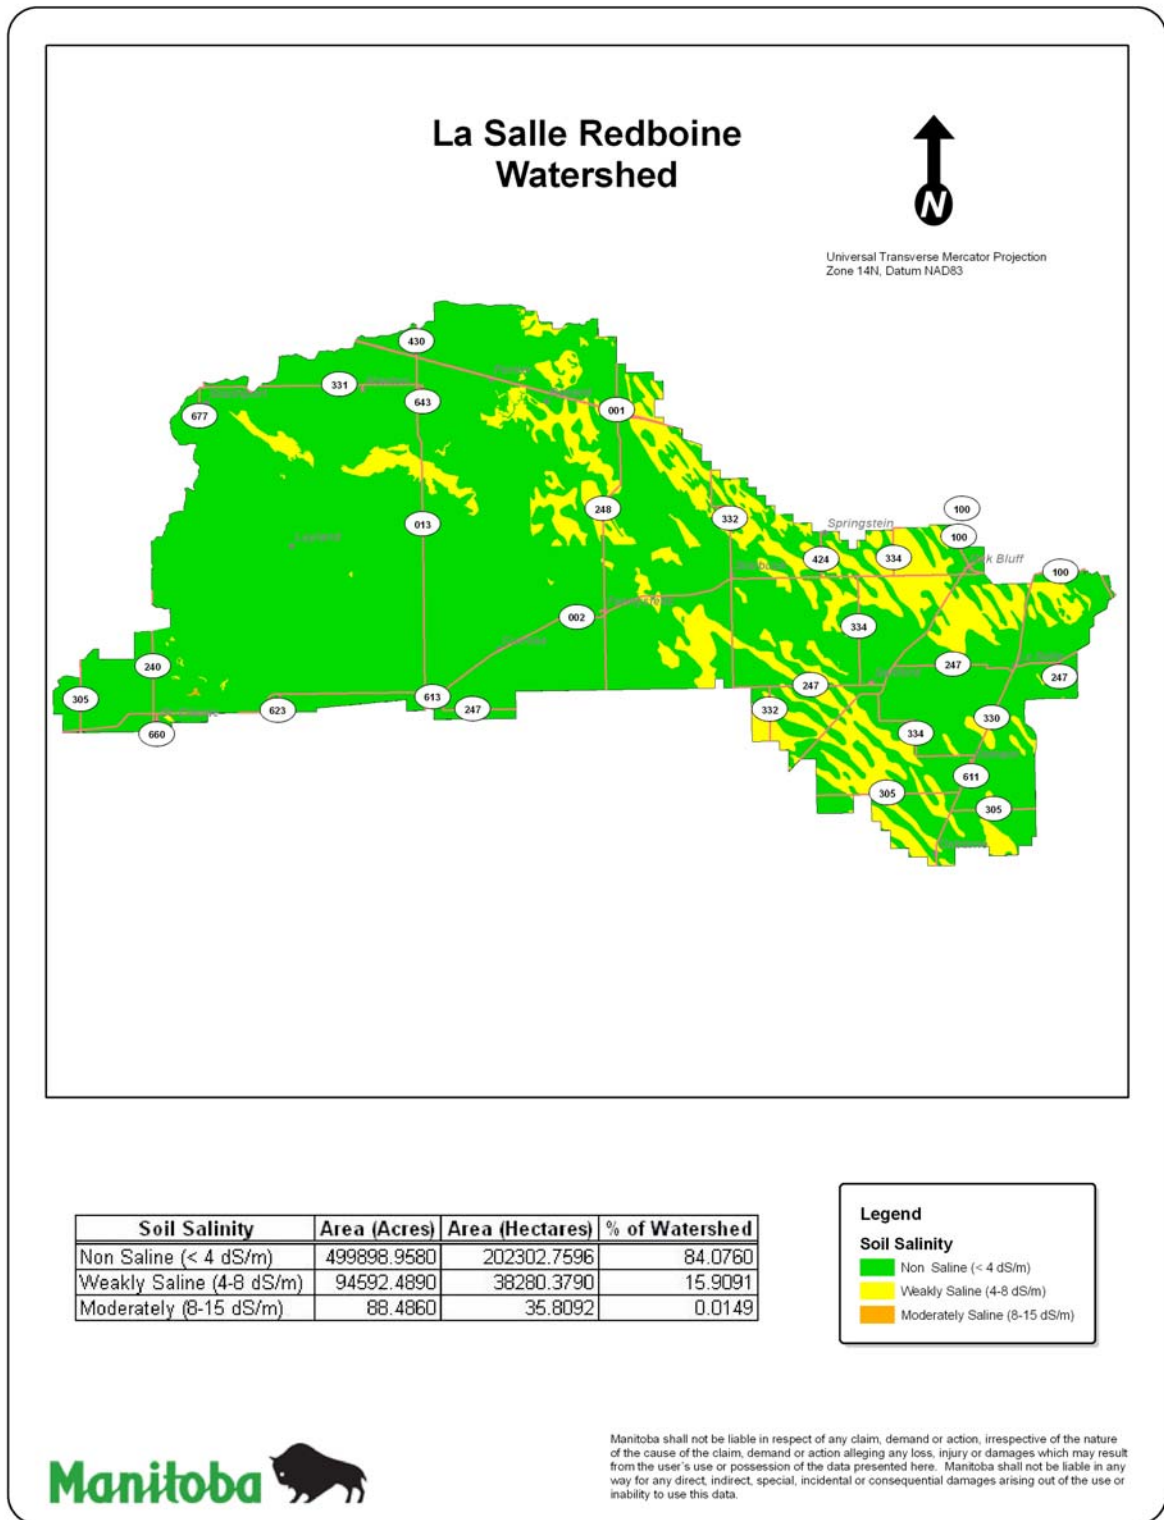 La Salle Redboine
Watershed
N
Universal Transverse Mercator Projection
Zone 14N, Datum NAD83
430
331
643
677
001
248
332
013
Springstein
100
100
424
334
Oak Bluff
100
002
334
240
247
305
613
247
247
623
247
332
660
334
330
611
305
305
Soil Salinity Area (Acres) Area (Hectares) % of Watershed
Non Saline (< 4 dS/m) 499898.9580 202302.7596 84.0760
Weakly Saline (4-8 dS/m) 94592.4890 38280.3790 15.9091
Moderately (8-15 dS/m) 88.4860 35.8092 0.0149
Legend
Soil Salinity
Non Saline (< 4 dS/m)
Weakly Saline (4-8 dS/m)
Moderately Saline (8-15 dS/m)
Manitoba
Manitoba shall not be liable in respect of any claim, demand or action, irrespective of the nature
of the cause of the claim, demand or action alleging any loss, injury or damages which may result
from the user's use or possession of the data presented here. Manitoba shall not be liable in any
way for any direct, indirect, special, incidental or consequential damages arising out of the use or
inability to use this data.